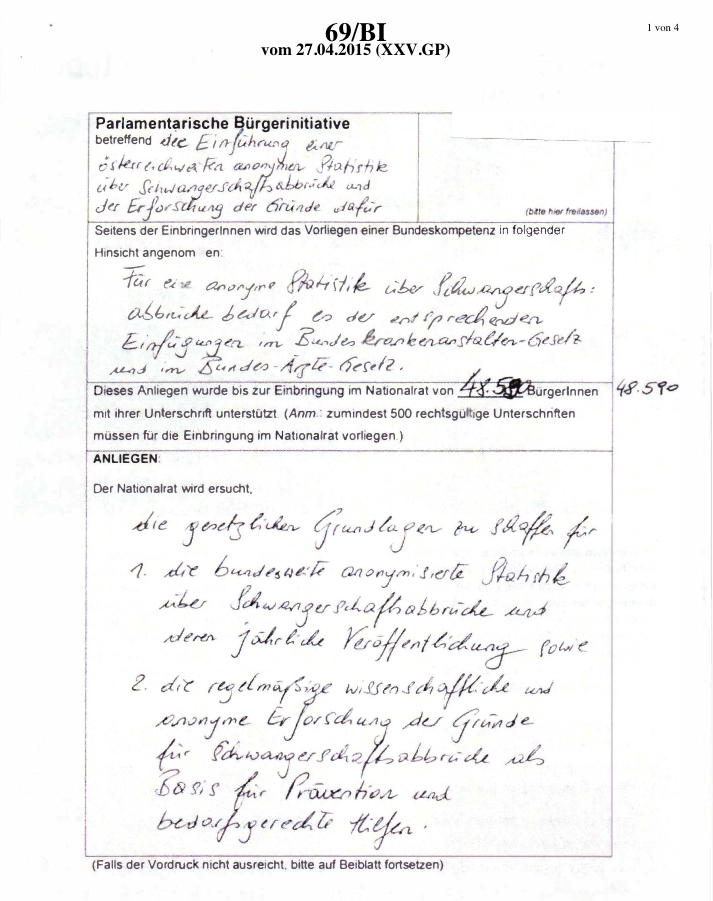 69/BI
vom 27.04.2015 (XXV.GP)
1 von 4
Parlamentarische Bürgerinitiative
betreffend die Einführung einer
österreichweiten anonymen Statistik
über Schwangerschaftsabbrüche und
der Erforschung der Gründe dafür
(bitte hier freilassen)
Seitens der EinbringerInnen wird das Vorliegen einer Bundeskompetenz in folgender
Hinsicht angenom en:
Für eine anonyme Statistik über Schwangerschafts=
abbrüche bedarf es der entsprechenden
Einfügungen im Bundeskrankenanstalten-Gesetz
und im Bundes-Ärzte-Gesetz.
Dieses Anliegen wurde bis zur Einbringung im Nationalrat von 48.590 BürgerInnen 48.590
mit ihrer Unterschrift unterstützt. (Anm.: zumindest 500 rechtsgültige Unterschriften
müssen für die Einbringung im Nationalrat vorliegen.)
ANLIEGEN:
Der Nationalrat wird ersucht,
die gesetzlichen Grundlagen zu schaffen für
1. die bundesweite anonymisierte Statistik
über Schwangerschaftsabbrüche und
deren jährliche Veröffentlichung sowie
2. die regelmäßige wissenschaftliche und
anonyme Erforschung der Gründe
für Schwangerschaftsabbrüche als
Basis für Prävention und
bedarfsgerechte Hilfen.
(Falls der Vordruck nicht ausreicht, bitte auf Beiblatt fortsetzen)